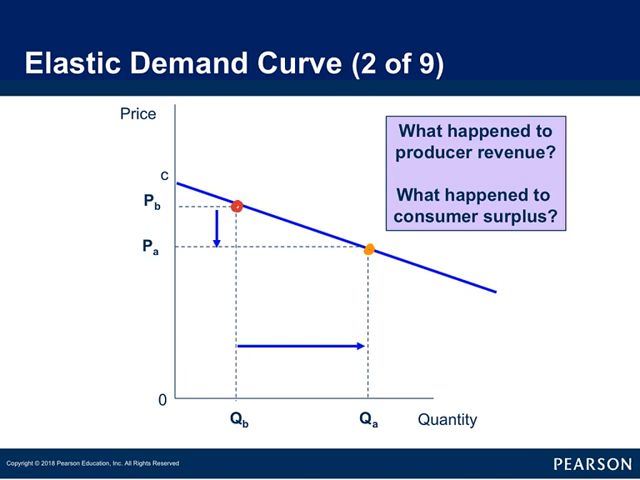 Elastic Demand Curve (2 of 9)
Price
What happened to
producer revenue?
What happened to
consumer surplus?
c
Pb
Pa
0
Qb
Qa
Quantity
Copyright © 2018 Pearson Education, Inc. All Rights Reserved
PEARSON